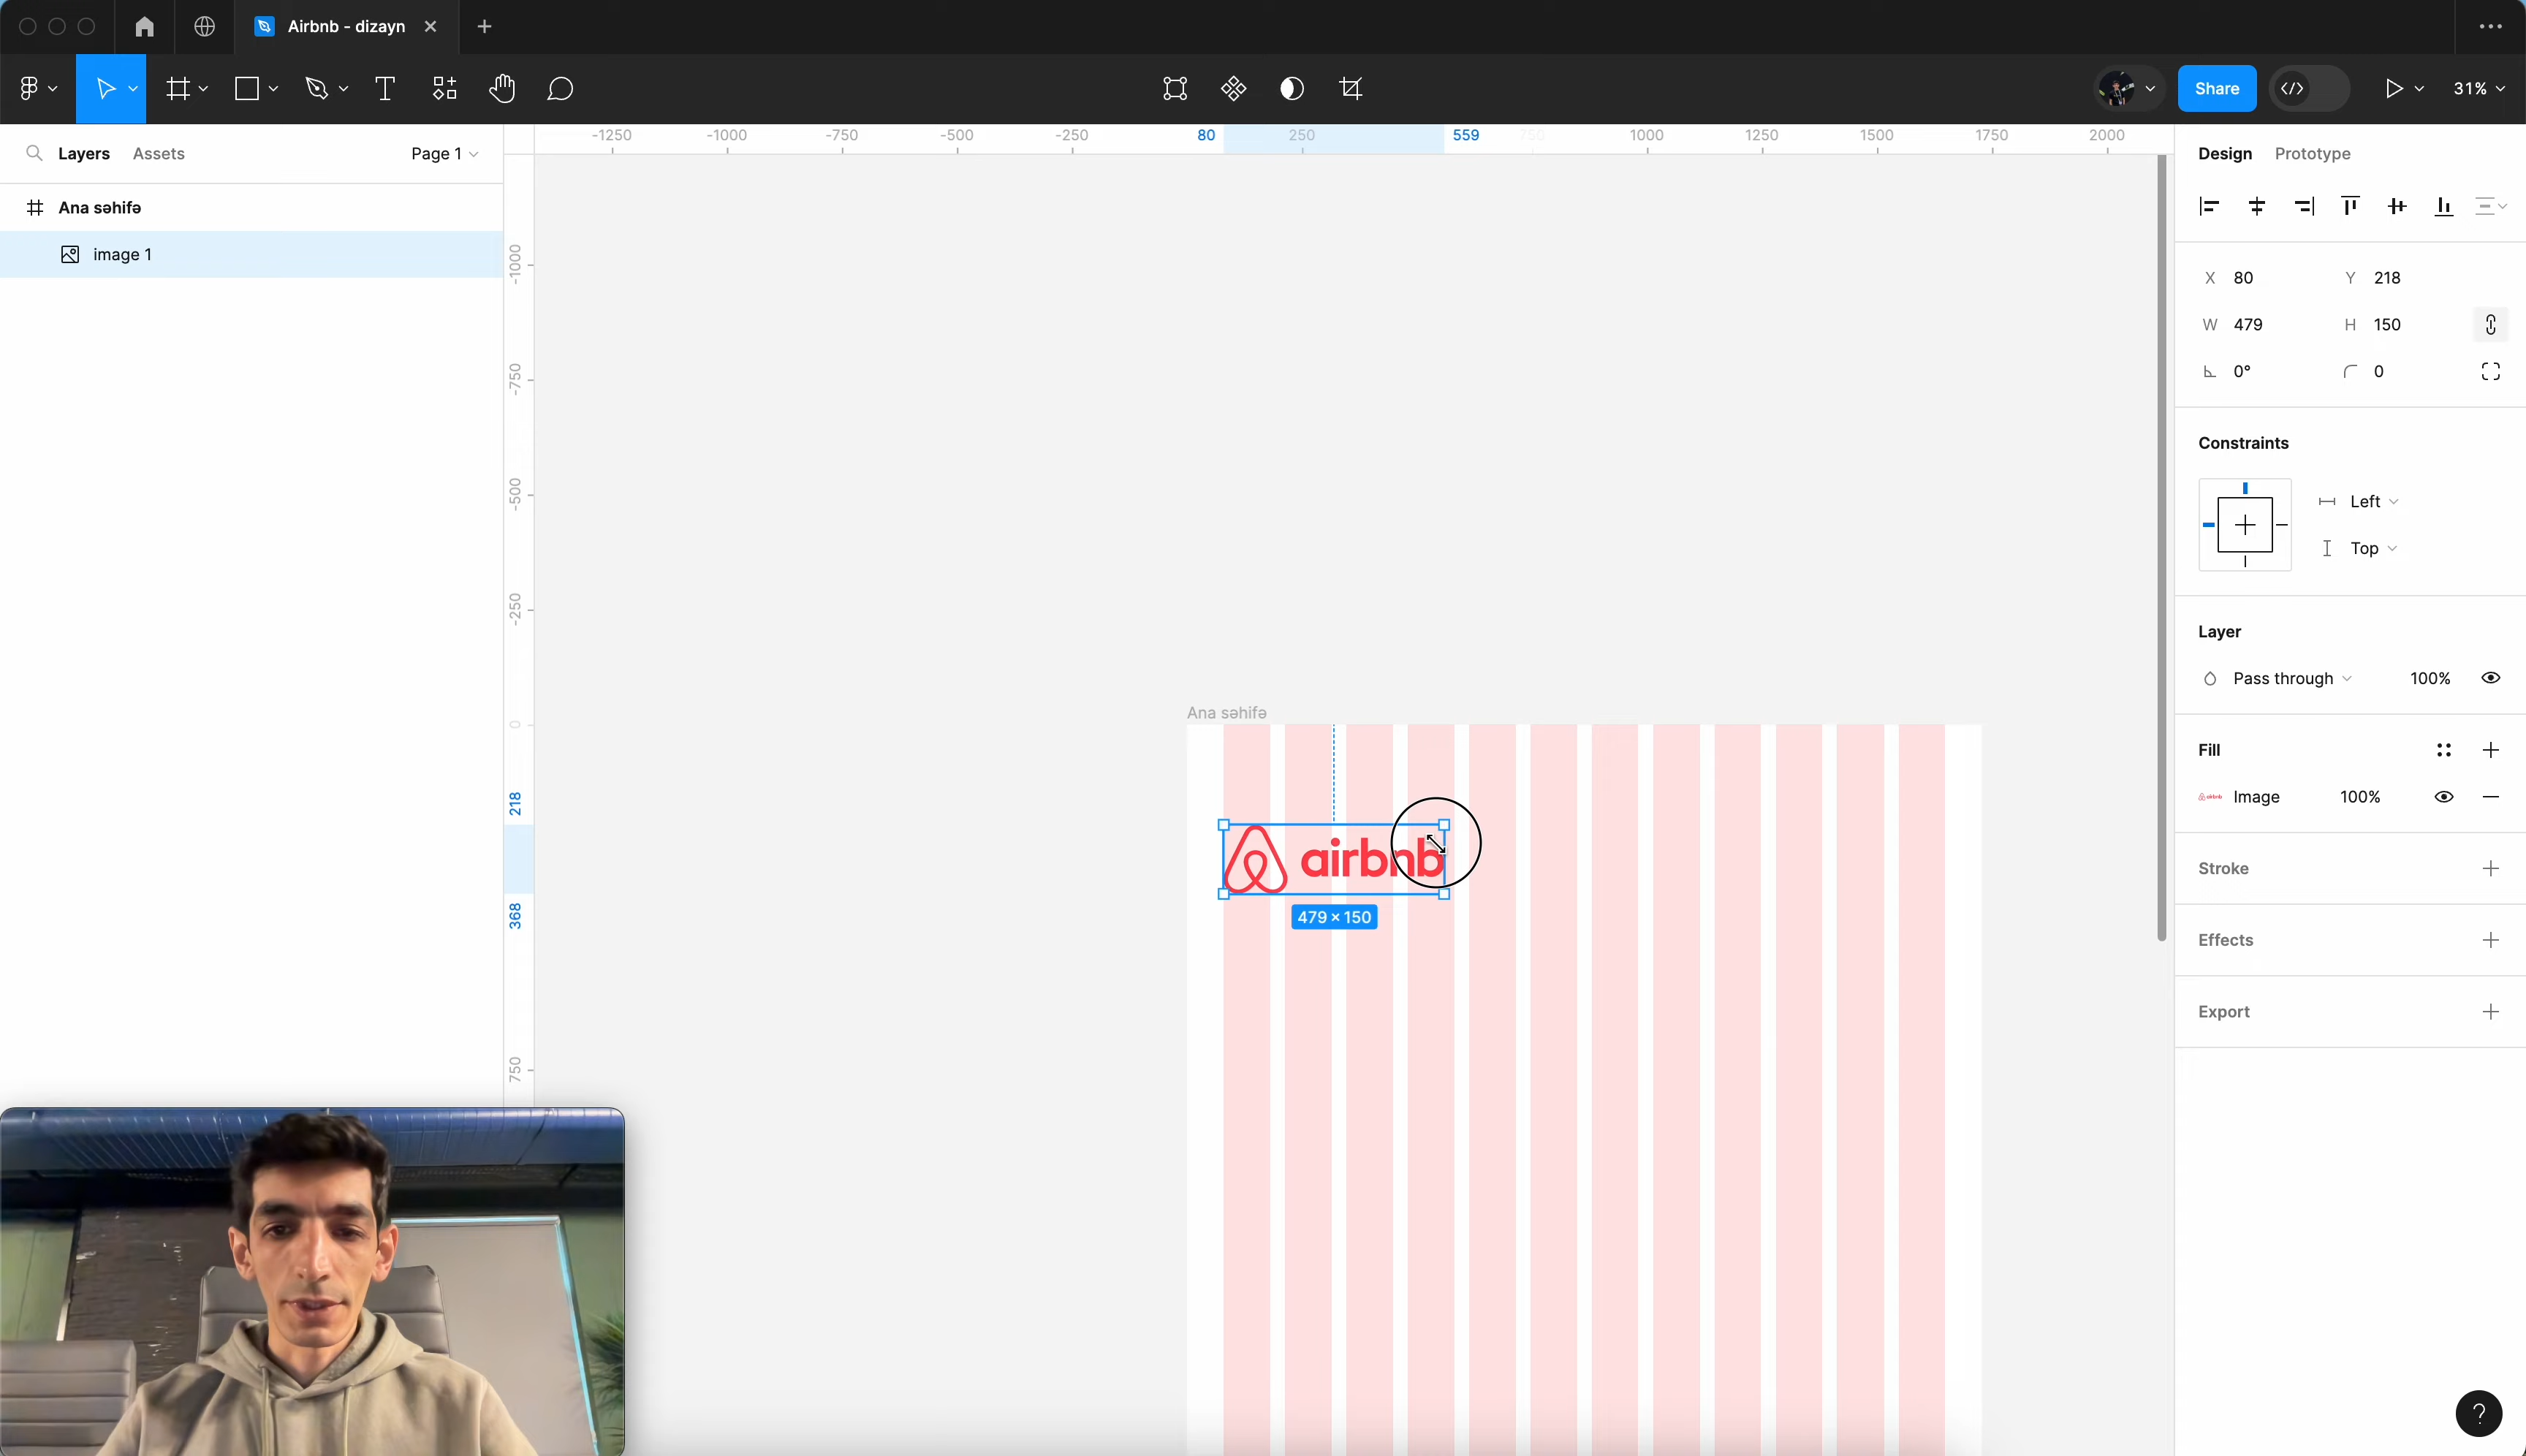 Airbnb - dizayn
Share
31%
Layers
Assets
Page 1
Ana səhifə
image 1
-1250
-1000
-750
-500
-250
80
250
559
750
1000
1250
1500
1750
2000
-1000
-750
-500
-250
0
218
368
750
Ana səhifə
airbnb
479 × 150
Design
Prototype
X 80
Y 218
W 479
H 150
0°
0
Constraints
Left
Top
Layer
Pass through
100%
Fill
airbnb
Image
100%
Stroke
Effects
Export
?